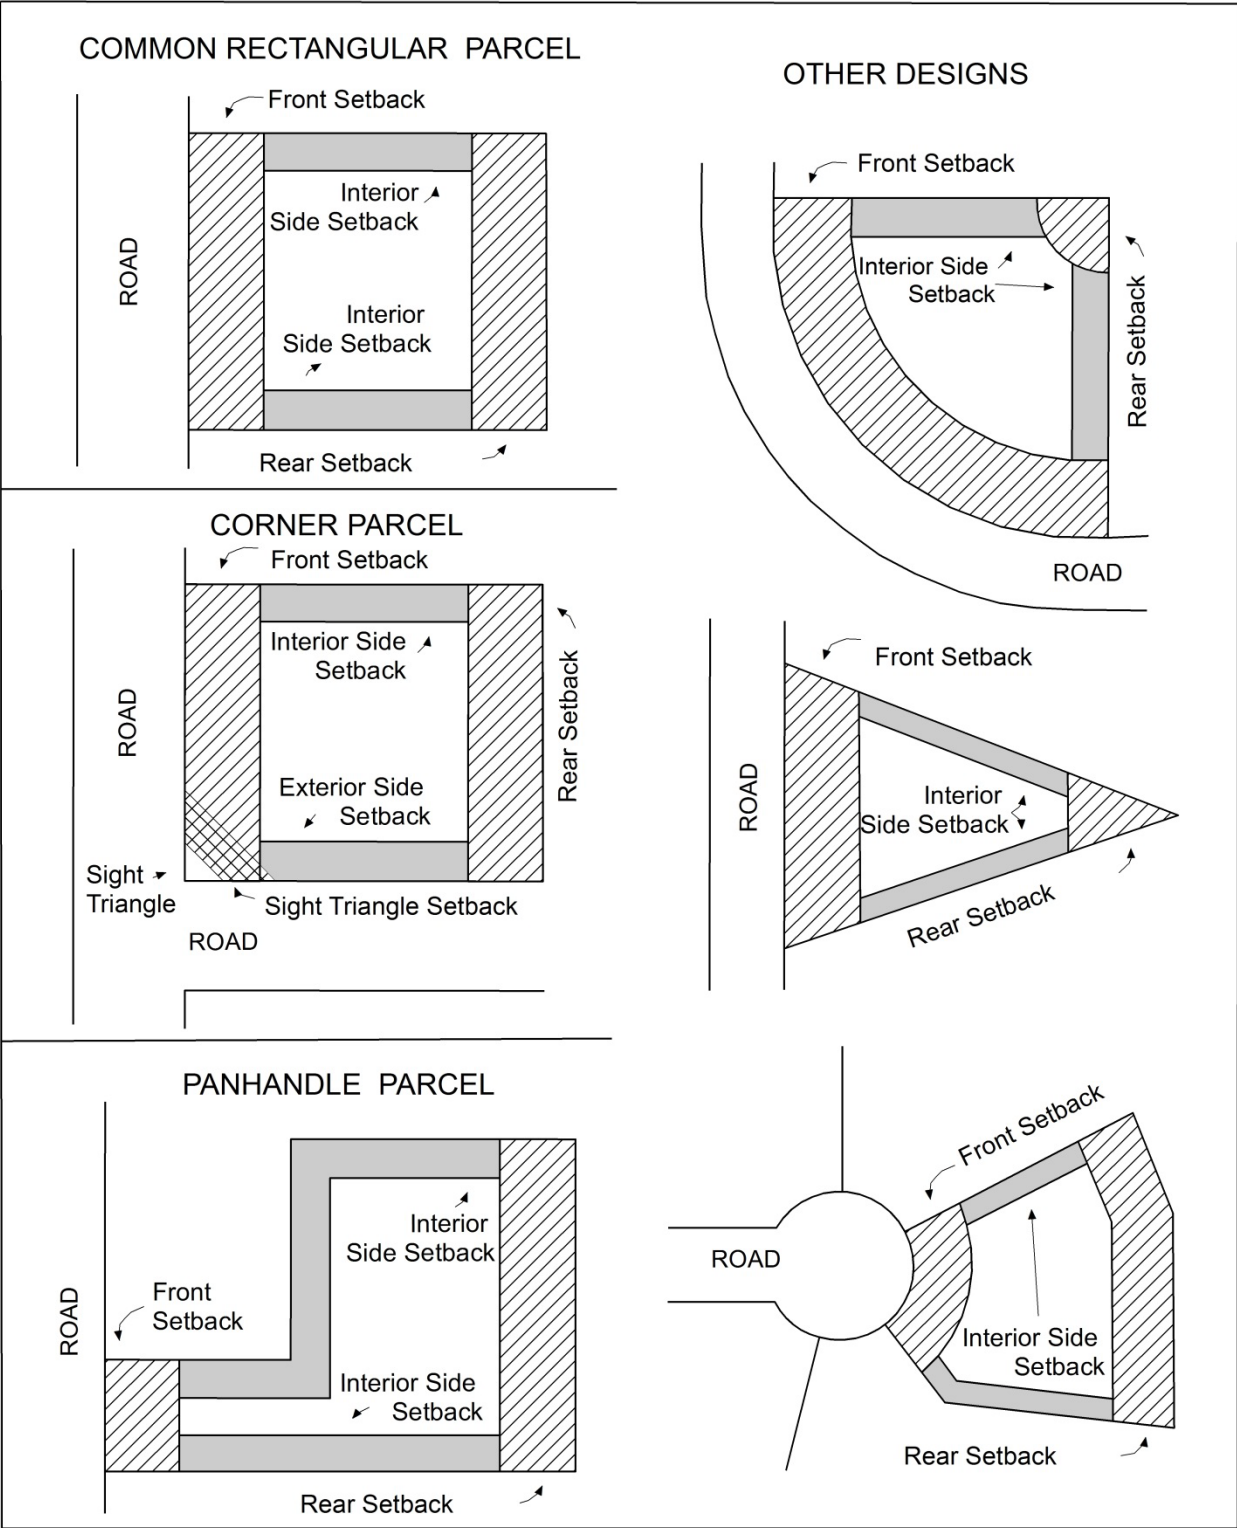 COMMON RECTANGULAR PARCEL
Front Setback
Interior
Side Setback
ROAD
Interior
Side Setback
Rear Setback
CORNER PARCEL
Front Setback
Interior Side
Setback
ROAD
Rear Setback
Exterior Side
Setback
Sight
Triangle
Sight Triangle Setback
ROAD
PANHANDLE PARCEL
Interior
Side Setback
Front
Setback
ROAD
Interior Side
Setback
Rear Setback
OTHER DESIGNS
Front Setback
Interior Side
Setback
Rear Setback
ROAD
Front Setback
ROAD
Interior
Side Setback
Rear Setback
Front Setback
ROAD
Interior Side
Setback
Rear Setback